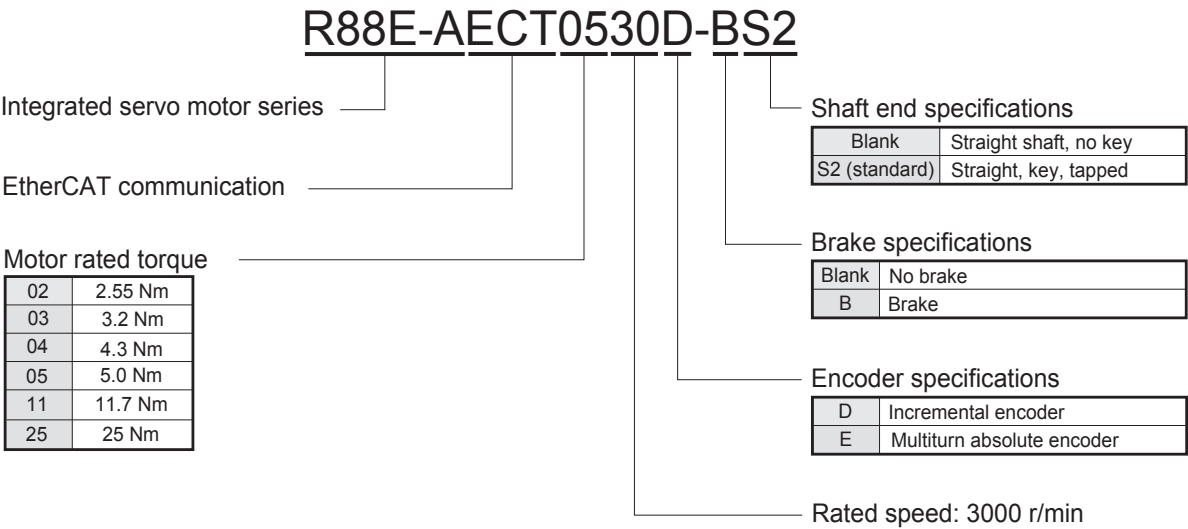 R88E-AECT0530D-BS2
Integrated servo motor series
EtherCAT communication
Motor rated torque
02 2.55 Nm
03 3.2 Nm
04 4.3 Nm
05 5.0 Nm
11 11.7 Nm
25 25 Nm
Shaft end specifications
Blank Straight shaft, no key
S2 (standard) Straight, key, tapped
Brake specifications
Blank No brake
B Brake
Encoder specifications
D Incremental encoder
E Multiturn absolute encoder
Rated speed: 3000 r/min